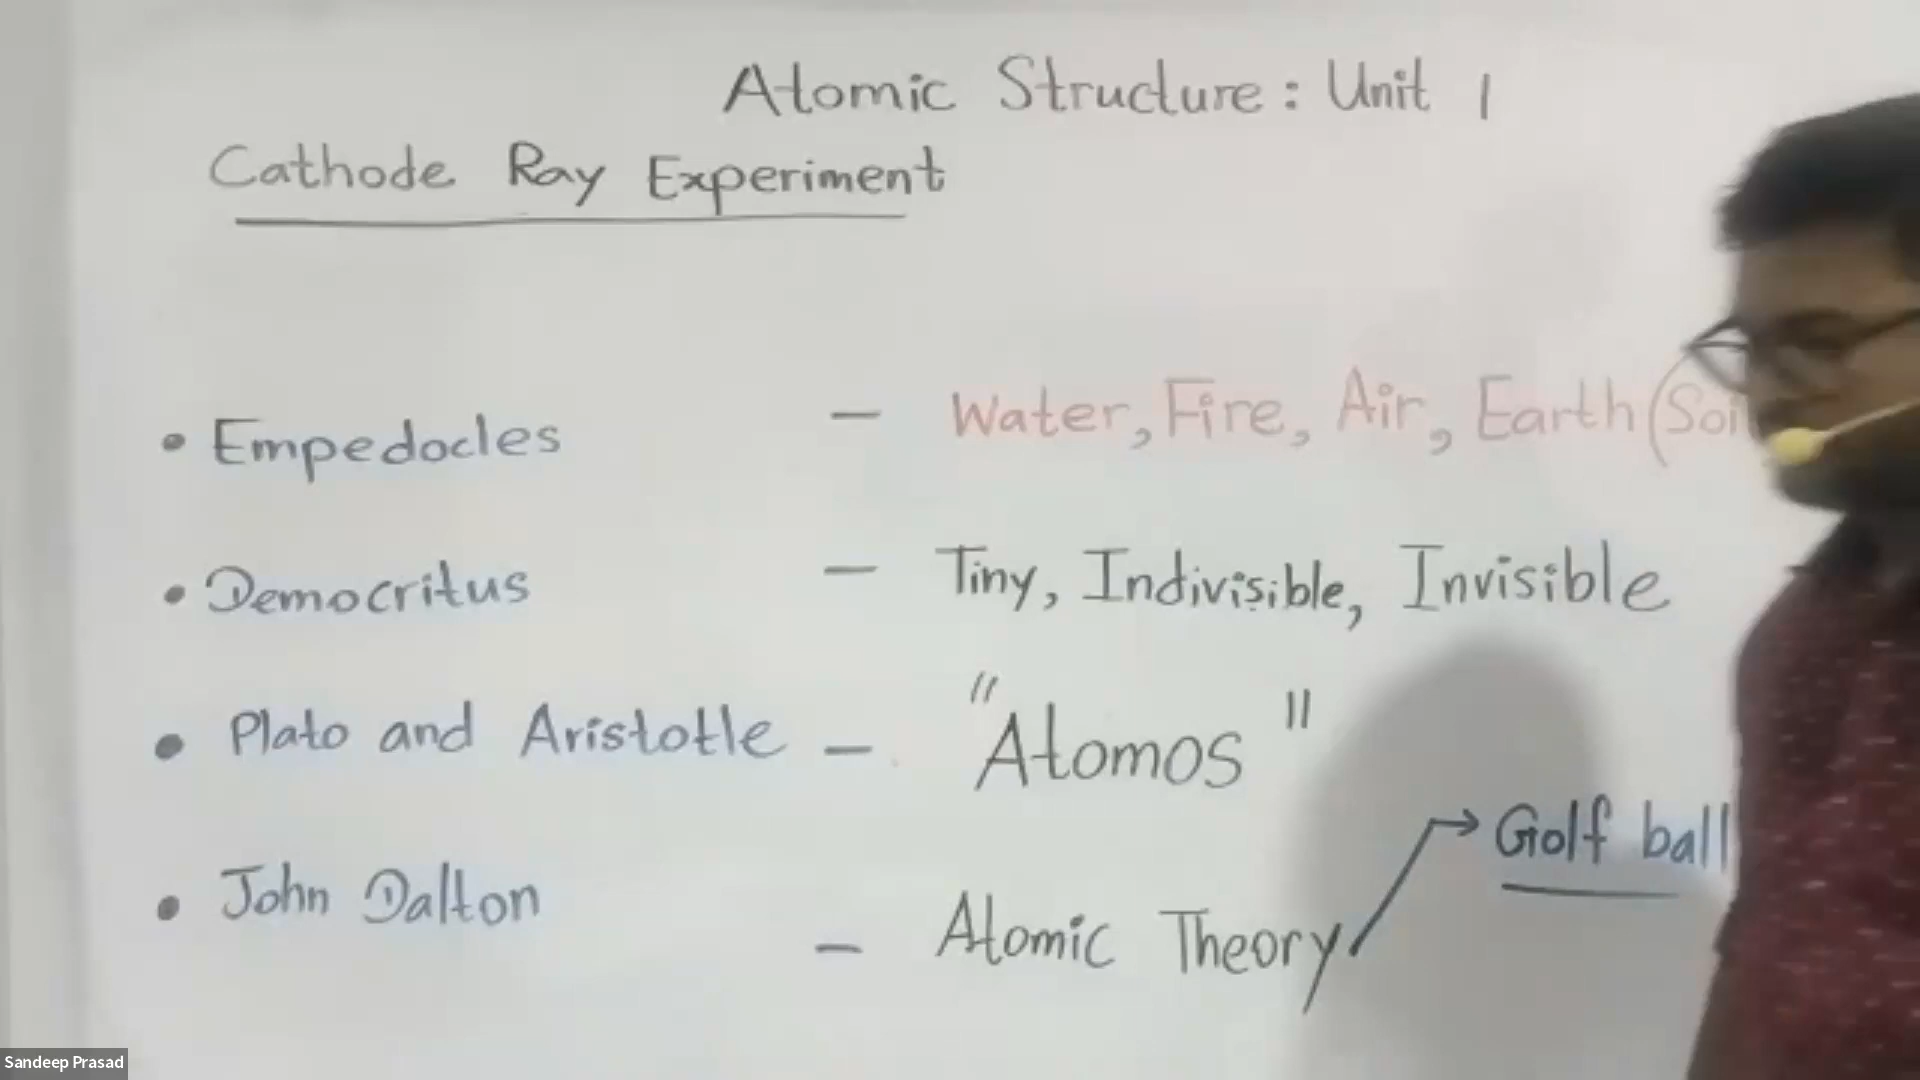 Atomic Structure : Unit 1
Cathode Ray Experiment
• Empedocles — Water, Fire, Air, Earth (Soi
• Democritus — Tiny, Indivisible, Invisible
• Plato and Aristotle — "Atomos"
Golf ball
• John Dalton — Atomic Theory
Sandeep Prasad